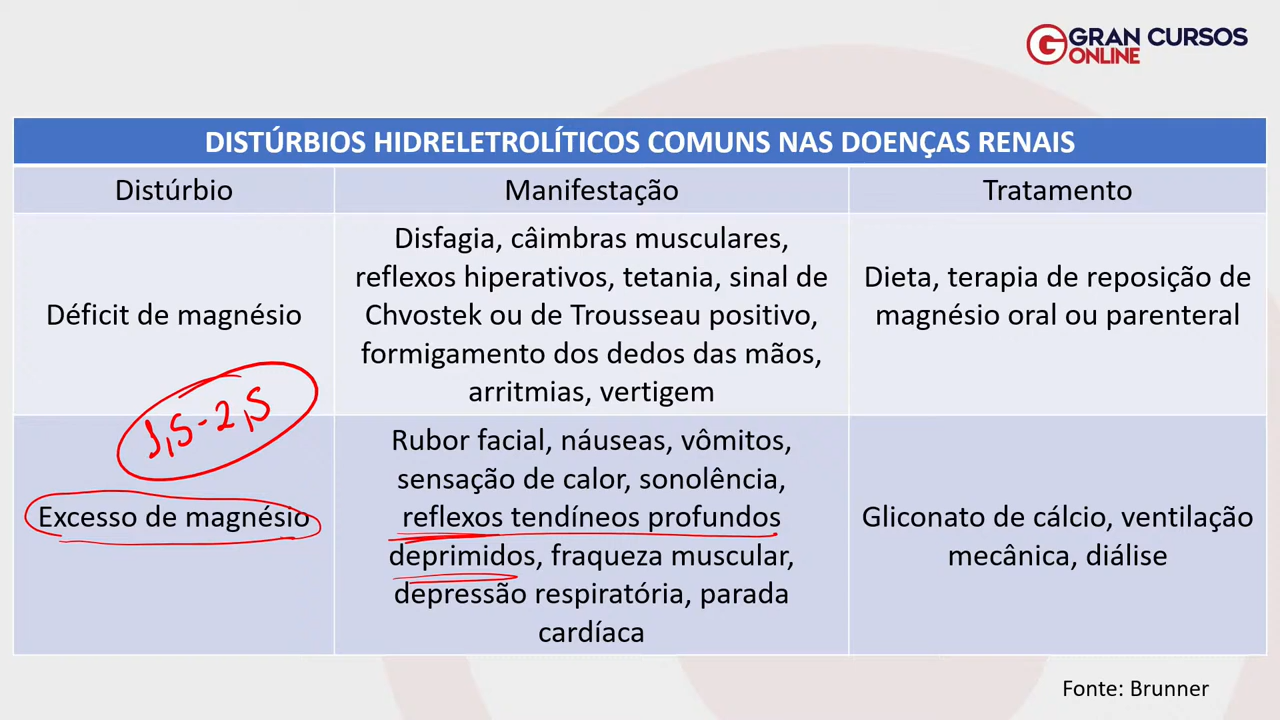 GRAN CURSOS
ONLINE
DISTÚRBIOS HIDRELETROLÍTICOS COMUNS NAS DOENÇAS RENAIS
Distúrbio
Manifestação
Tratamento
Déficit de magnésio
Disfagia, câimbras musculares,
reflexos hiperativos, tetania, sinal de
Chvostek ou de Trousseau positivo,
formigamento dos dedos das mãos,
arritmias, vertigem
Dieta, terapia de reposição de
magnésio oral ou parenteral
1,5-2,5
Excesso de magnésio
Rubor facial, náuseas, vômitos,
sensação de calor, sonolência,
reflexos tendíneos profundos
deprimidos, fraqueza muscular,
depressão respiratória, parada
cardíaca
Gliconato de cálcio, ventilação
mecânica, diálise
Fonte: Brunner